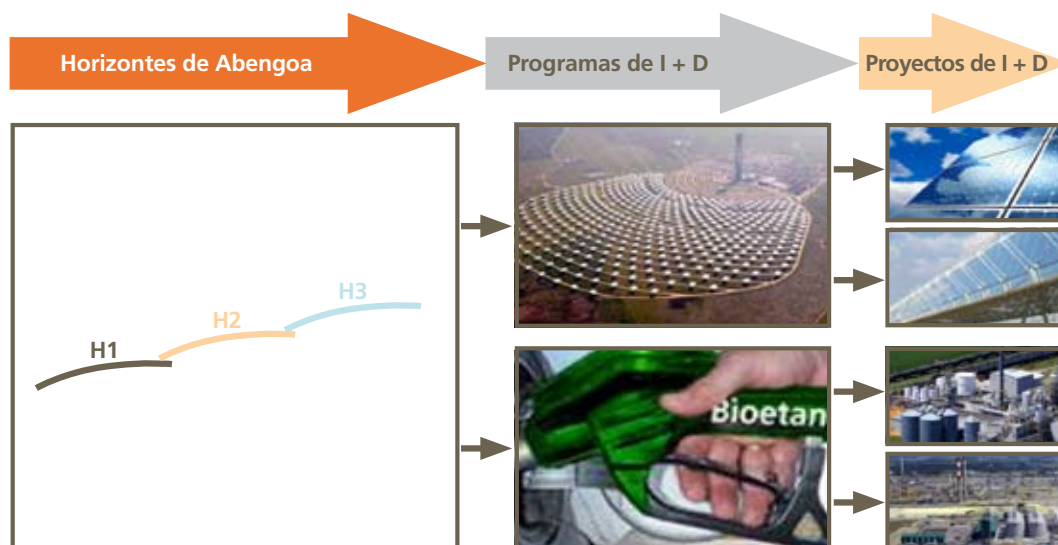 Horizontes de Abengoa
Programas de I + D
Proyectos de I + D
H1
H2
H3
Bioetan